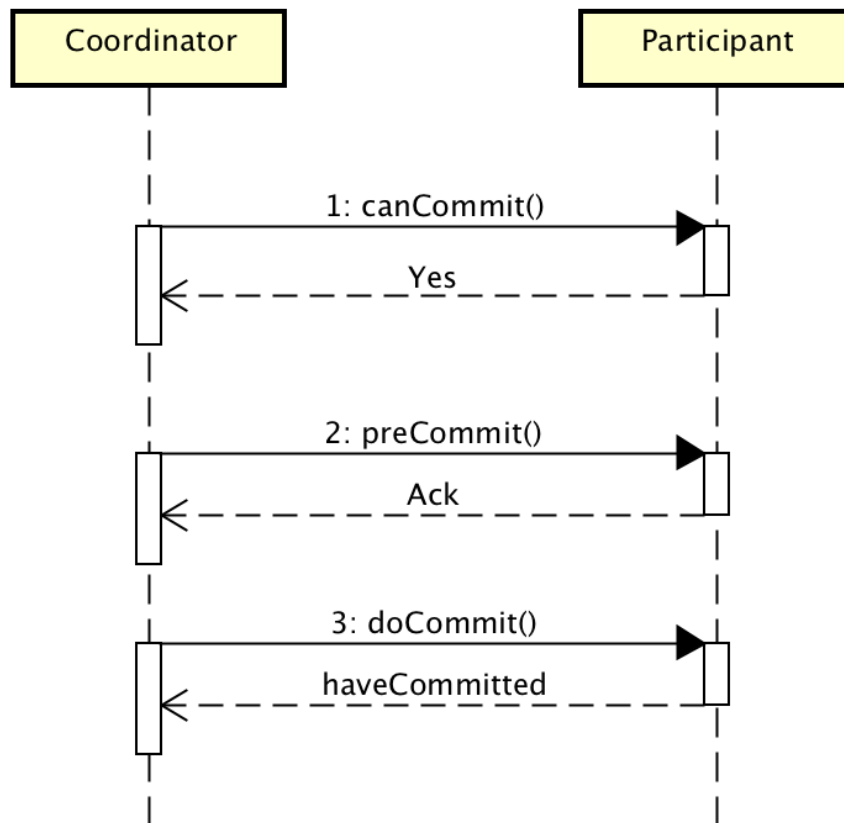 Coordinator
Participant
1: canCommit()
Yes
2: preCommit()
Ack
3: doCommit()
haveCommitted